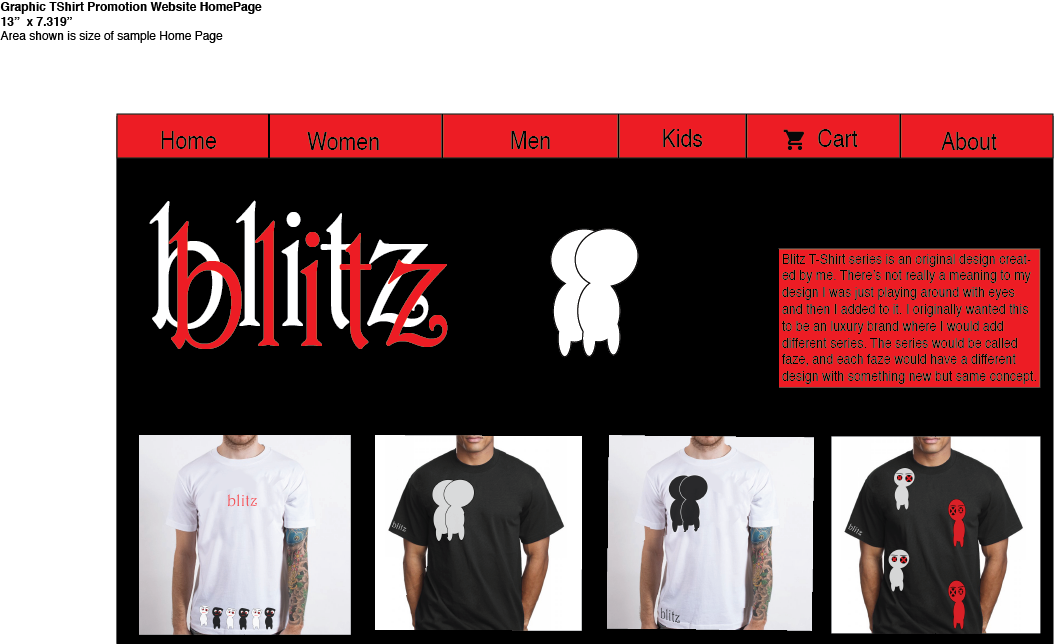 Graphic TShirt Promotion Website HomePage
13”  x 7.319”
Area shown is size of sample Home Page
Home
Women
Men
Kids
Cart
About
blitz
blitz
Blitz T-Shirt series is an original design creat-
ed by me. There's not really a meaning to my
design I was just playing around with eyes
and then I added to it. I originally wanted this
to be an luxury brand where I would add
different series. The series would be called
faze, and each faze would have a different
design with something new but same concept.
blitz
blitz
blitz
blitz